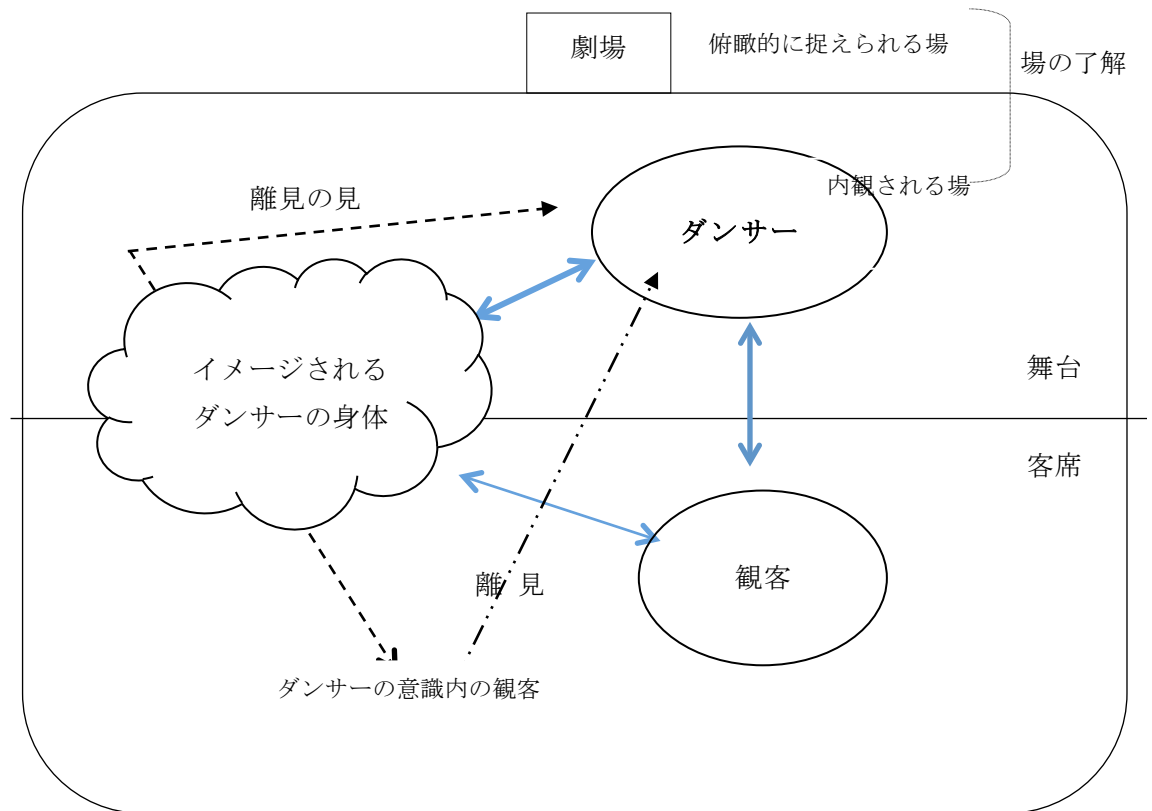 劇場
俯瞰的に捉えられる場
場の了解
内観される場
離見の見
ダンサー
イメージされる
ダンサーの身体
舞台
客席
観客
離 見
ダンサーの意識内の観客